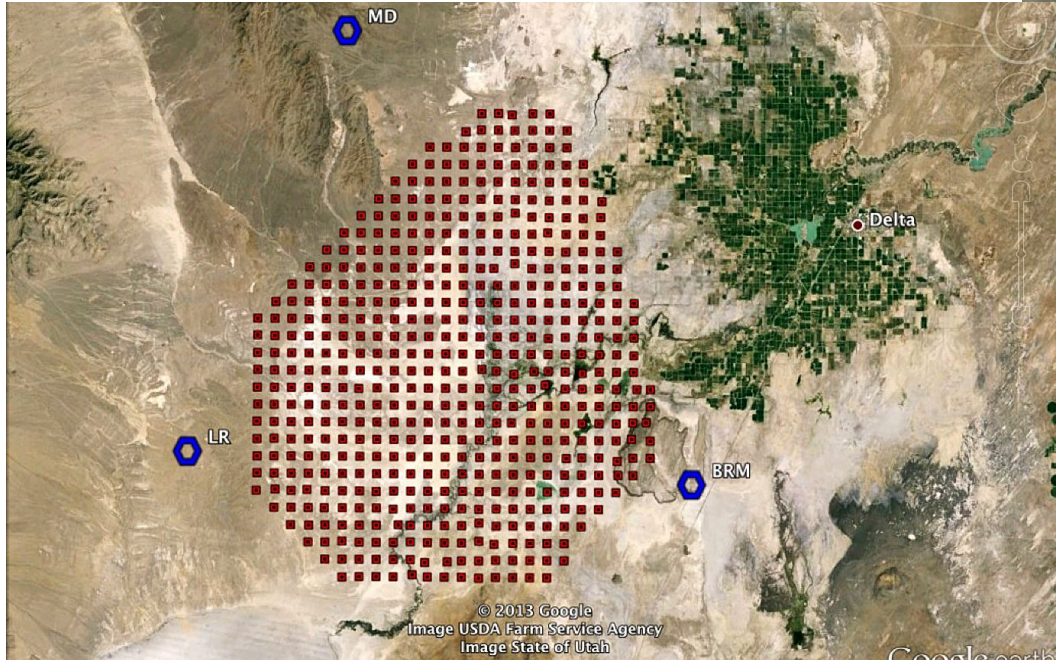 MD
Delta
LR
BRM
© 2013 Google
Image USDA Farm Service Agency
Image State of Utah
Google earth